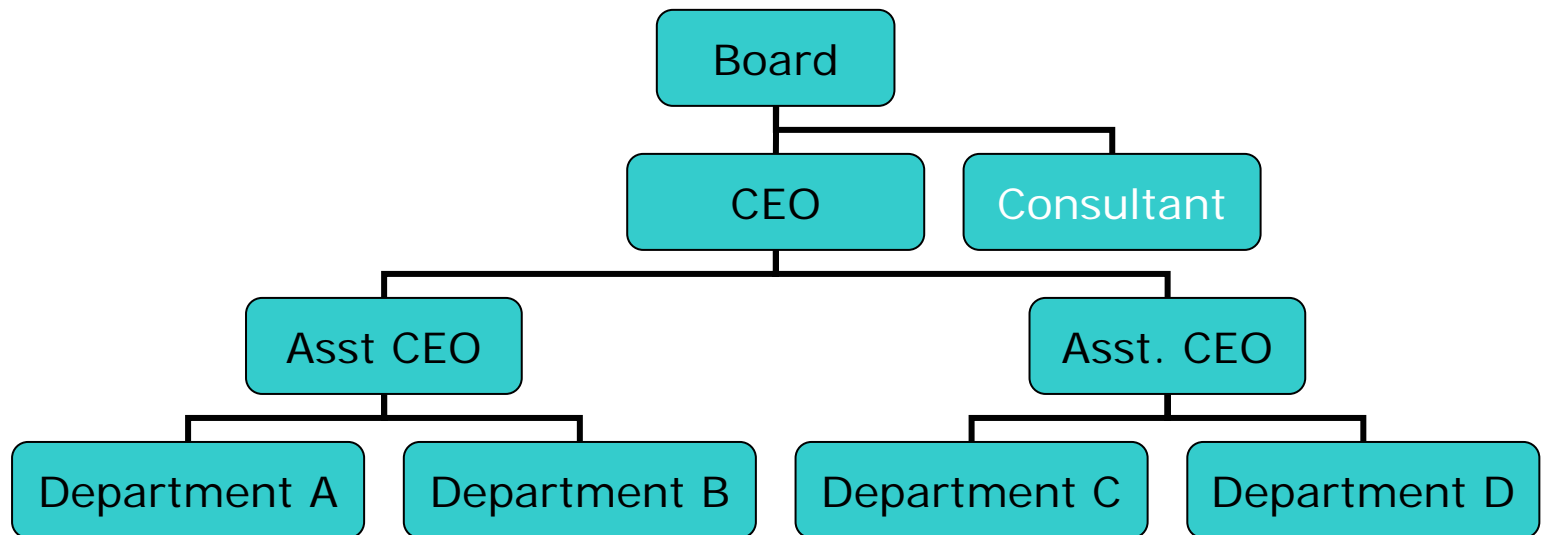 Board
CEO
Consultant
Asst CEO
Asst. CEO
Department A
Department B
Department C
Department D